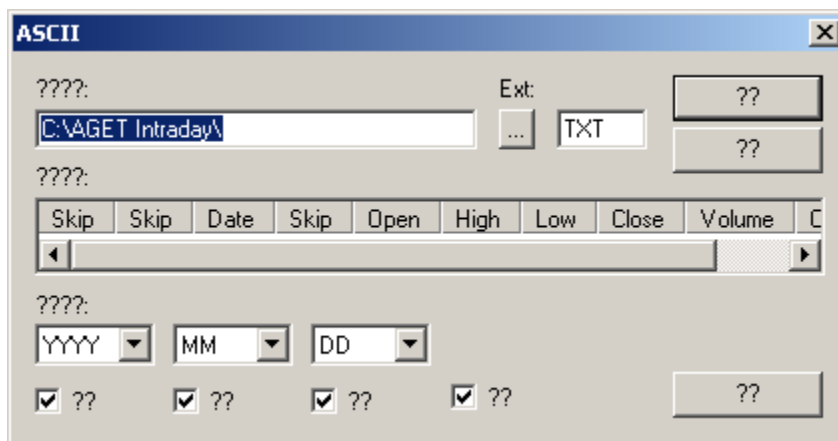 ASCII
????: Ext: ??
C:\AGET Intraday\ ... TXT
??
????:
Skip Skip Date Skip Open High Low Close Volume
????:
YYYY MM DD
?? ?? ?? ?? ??